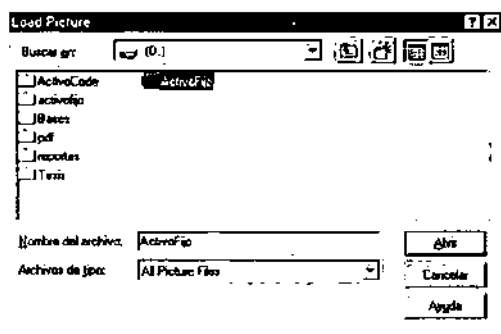 Load Picture
Buscar en: (D:)
ActivoCode
ActivoFijo
activofijo
Bases
pdf
reportes
Tesis
Nombre del archivo: ActivoFijo
Abrir
Archivos de tipo: All Picture Files
Cancelar
Ayuda